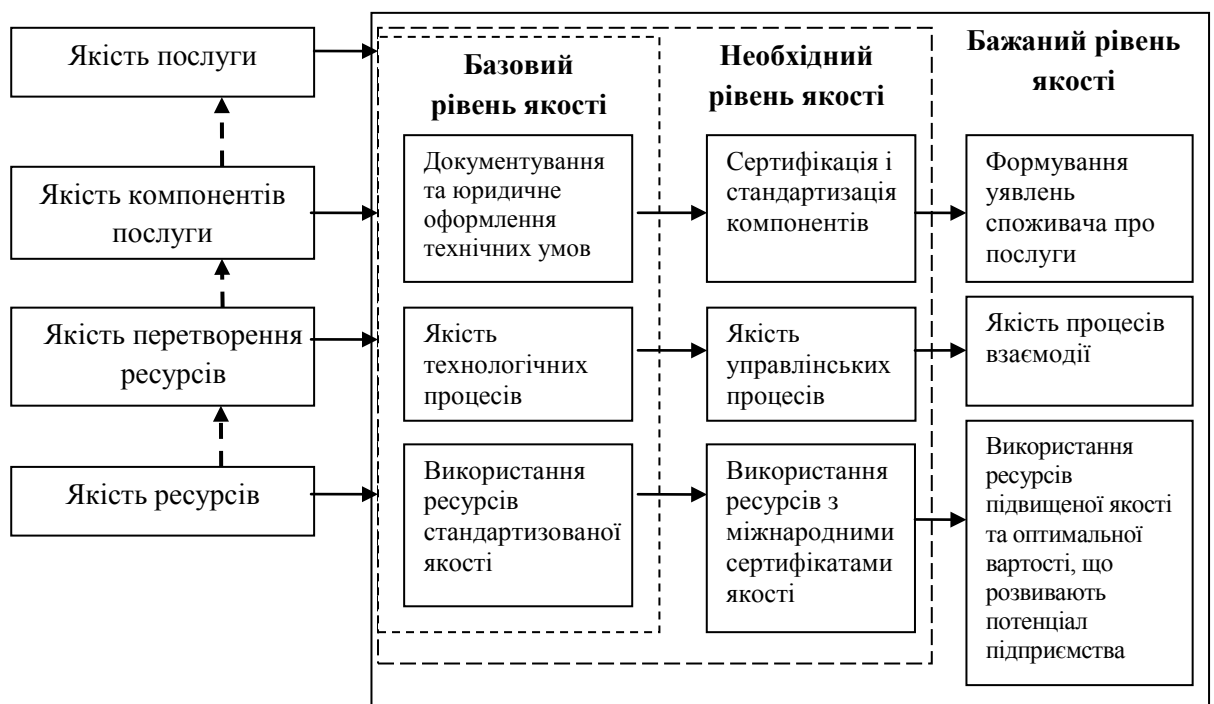 Якість послуги
Якість компонентів
послуги
Якість перетворення
ресурсів
Якість ресурсів
Базовий
рівень якості
Необхідний
рівень якості
Бажаний рівень
якості
Документування
та юридичне
оформлення
технічних умов
Сертифікація і
стандартизація
компонентів
Формування
уявлень
споживача про
послуги
Якість
технологічних
процесів
Якість
управлінських
процесів
Якість процесів
взаємодії
Використання
ресурсів
стандартизованої
якості
Використання
ресурсів з
міжнародними
сертифікатами
якості
Використання
ресурсів
підвищеної якості
та оптимальної
вартості, що
розвивають
потенціал
підприємства